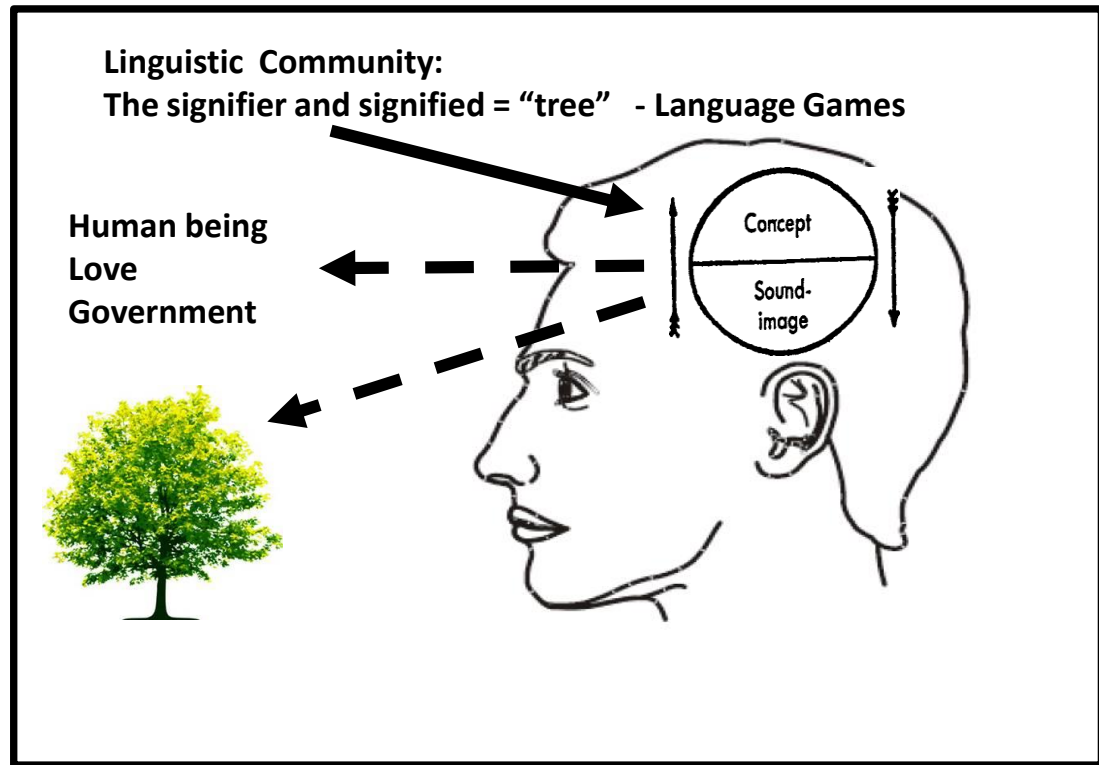 Linguistic Community:
The signifier and signified = “tree” - Language Games
Human being
Love
Government
Concept
Sound-
image